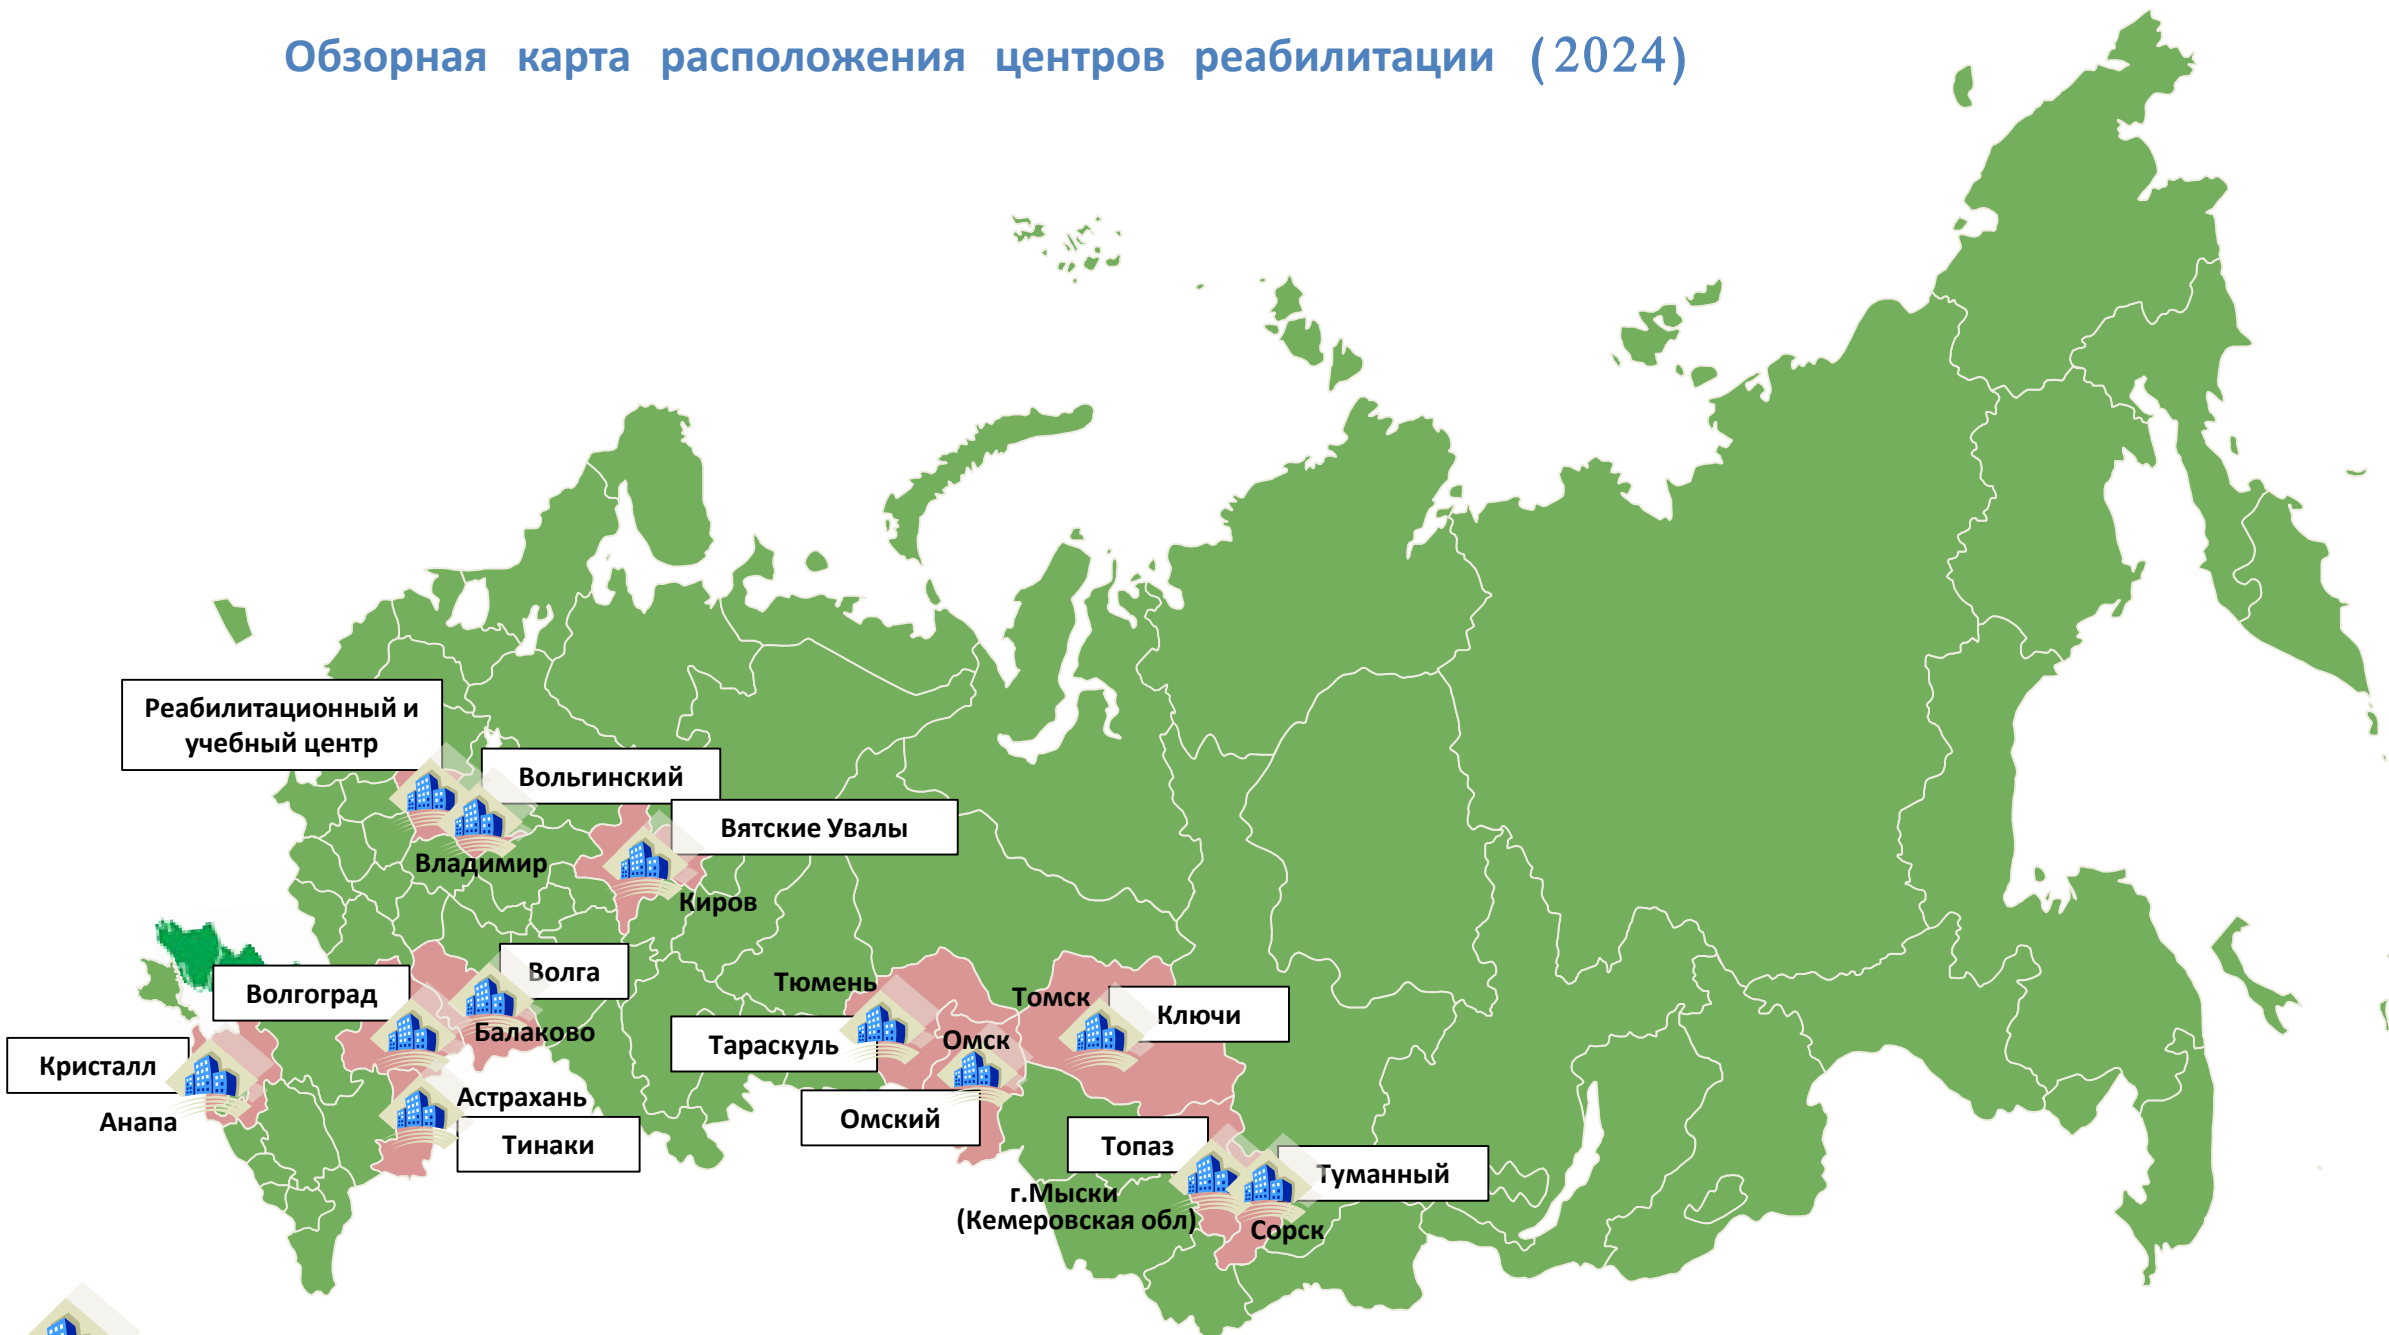 Обзорная карта расположения центров реабилитации (2024)
Реабилитационный и
учебный центр
Вольгинский
Вятские Увалы
Владимир
Киров
Волга
Волгоград
Балаково
Кристалл
Анапа
Астрахань
Тинаки
Тюмень
Тараскуль
Омск
Омский
Томск
Ключи
Топаз
г.Мыски
(Кемеровская обл)
Туманный
Сорск